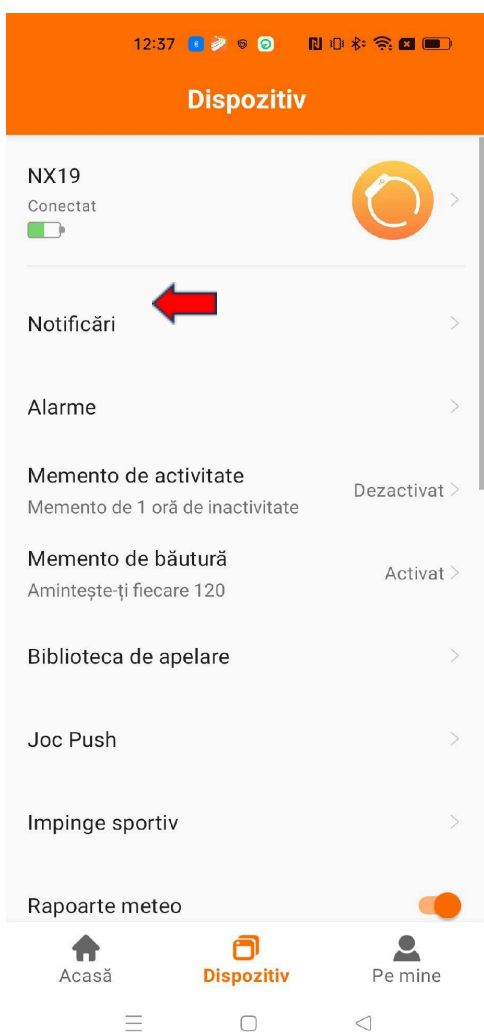 12:37
Dispozitiv
NX19
Conectat
Notificări
Alarme
Memento de activitate
Memento de 1 oră de inactivitate
Dezactivat
Memento de băutură
Amintește-ți fiecare 120
Activat
Biblioteca de apelare
Joc Push
Impinge sportiv
Rapoarte meteo
Acasă
Dispozitiv
Pe mine